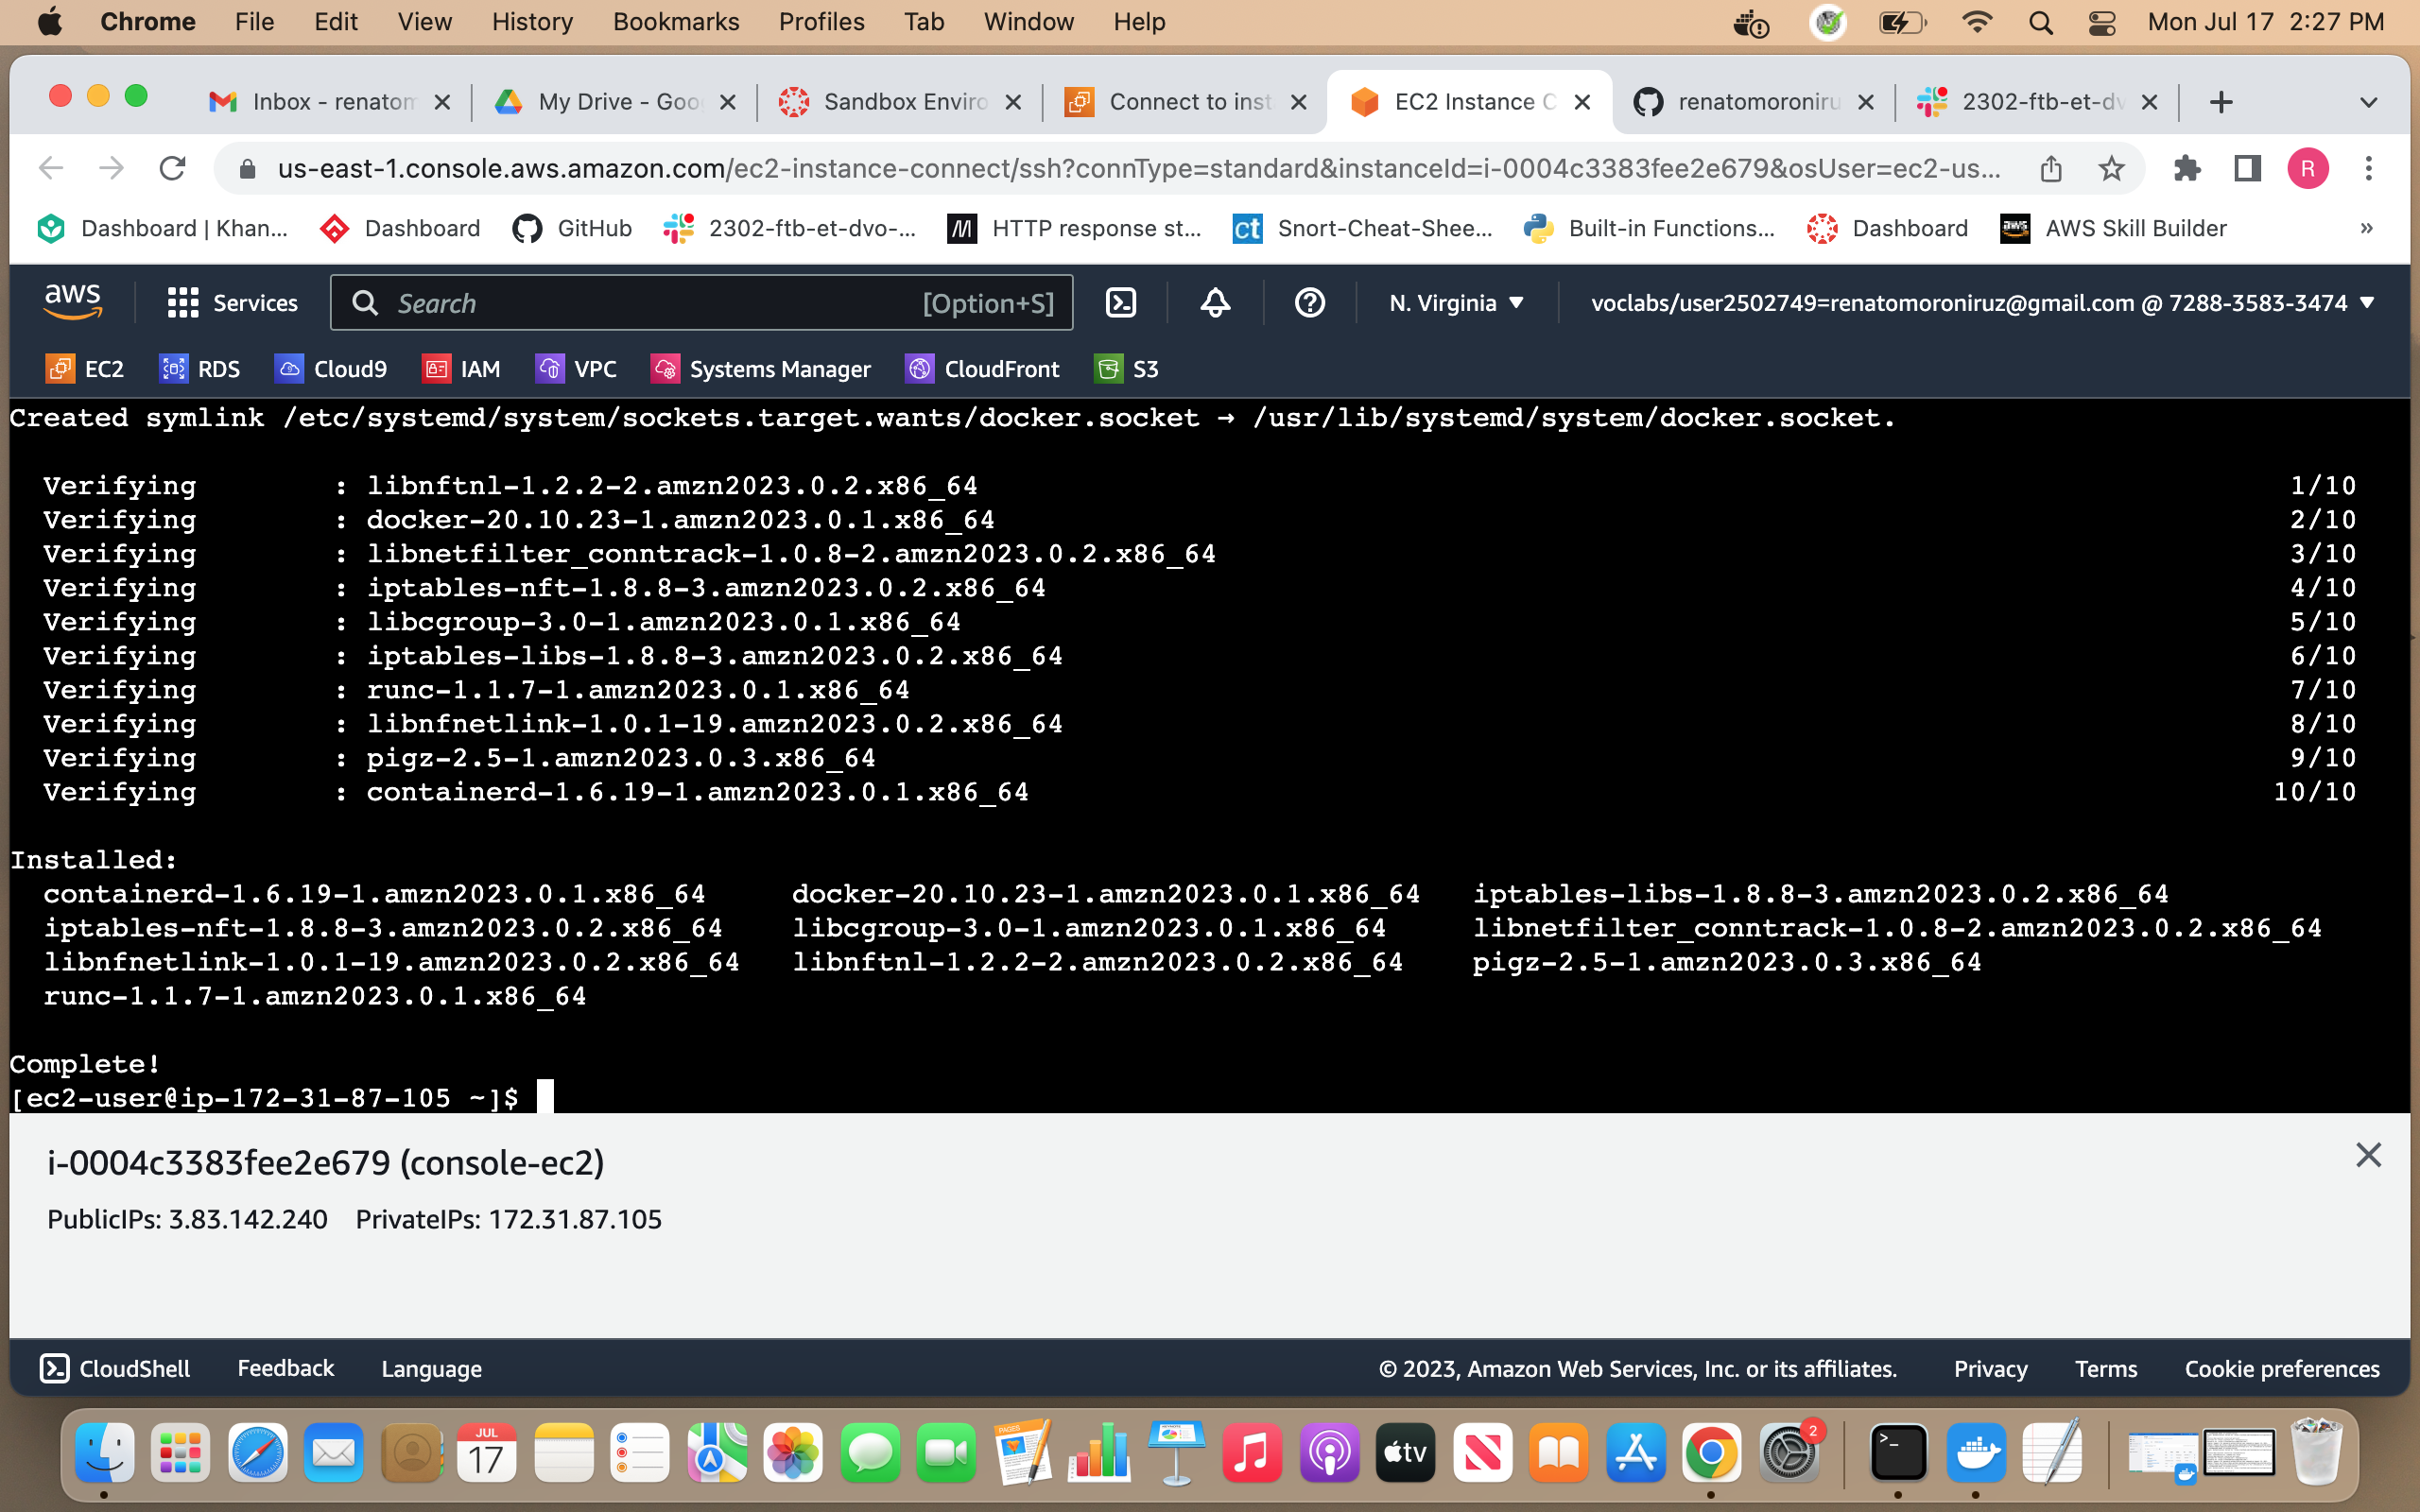 Chrome File Edit View History Bookmarks Profiles Tab Window Help Mon Jul 17 2:27 PM
Inbox - renatom My Drive - Goo Sandbox Enviro Connect to inst EC2 Instance C renatomoroniru 2302-ftb-et-dv
us-east-1.console.aws.amazon.com/ec2-instance-connect/ssh?connType=standard&instanceId=i-0004c3383fee2e679&osUser=ec2-us... R
Dashboard | Khan... Dashboard GitHub 2302-ftb-et-dvo-... M HTTP response st... ct Snort-Cheat-Shee... Built-in Functions... Dashboard AWS Skill Builder »
aws Services Search [Option+S] N. Virginia voclabs/user2502749=renatomoroniruz@gmail.com @ 7288-3583-3474
EC2 RDS Cloud9 IAM VPC Systems Manager CloudFront S3
Created symlink /etc/systemd/system/sockets.target.wants/docker.socket → /usr/lib/systemd/system/docker.socket.
Verifying : libnftnl-1.2.2-2.amzn2023.0.2.x86_64 1/10
Verifying : docker-20.10.23-1.amzn2023.0.1.x86_64 2/10
Verifying : libnetfilter_conntrack-1.0.8-2.amzn2023.0.2.x86_64 3/10
Verifying : iptables-nft-1.8.8-3.amzn2023.0.2.x86_64 4/10
Verifying : libcgroup-3.0-1.amzn2023.0.1.x86_64 5/10
Verifying : iptables-libs-1.8.8-3.amzn2023.0.2.x86_64 6/10
Verifying : runc-1.1.7-1.amzn2023.0.1.x86_64 7/10
Verifying : libnfnetlink-1.0.1-19.amzn2023.0.2.x86_64 8/10
Verifying : pigz-2.5-1.amzn2023.0.3.x86_64 9/10
Verifying : containerd-1.6.19-1.amzn2023.0.1.x86_64 10/10
Installed:
containerd-1.6.19-1.amzn2023.0.1.x86_64 docker-20.10.23-1.amzn2023.0.1.x86_64 iptables-libs-1.8.8-3.amzn2023.0.2.x86_64
iptables-nft-1.8.8-3.amzn2023.0.2.x86_64 libcgroup-3.0-1.amzn2023.0.1.x86_64 libnetfilter_conntrack-1.0.8-2.amzn2023.0.2.x86_64
libnfnetlink-1.0.1-19.amzn2023.0.2.x86_64 libnftnl-1.2.2-2.amzn2023.0.2.x86_64 pigz-2.5-1.amzn2023.0.3.x86_64
runc-1.1.7-1.amzn2023.0.1.x86_64
Complete!
[ec2-user@ip-172-31-87-105 ~]$
i-0004c3383fee2e679 (console-ec2)
PublicIPs: 3.83.142.240 PrivateIPs: 172.31.87.105
CloudShell Feedback Language © 2023, Amazon Web Services, Inc. or its affiliates. Privacy Terms Cookie preferences
JUL
17
PAGES
tv
2